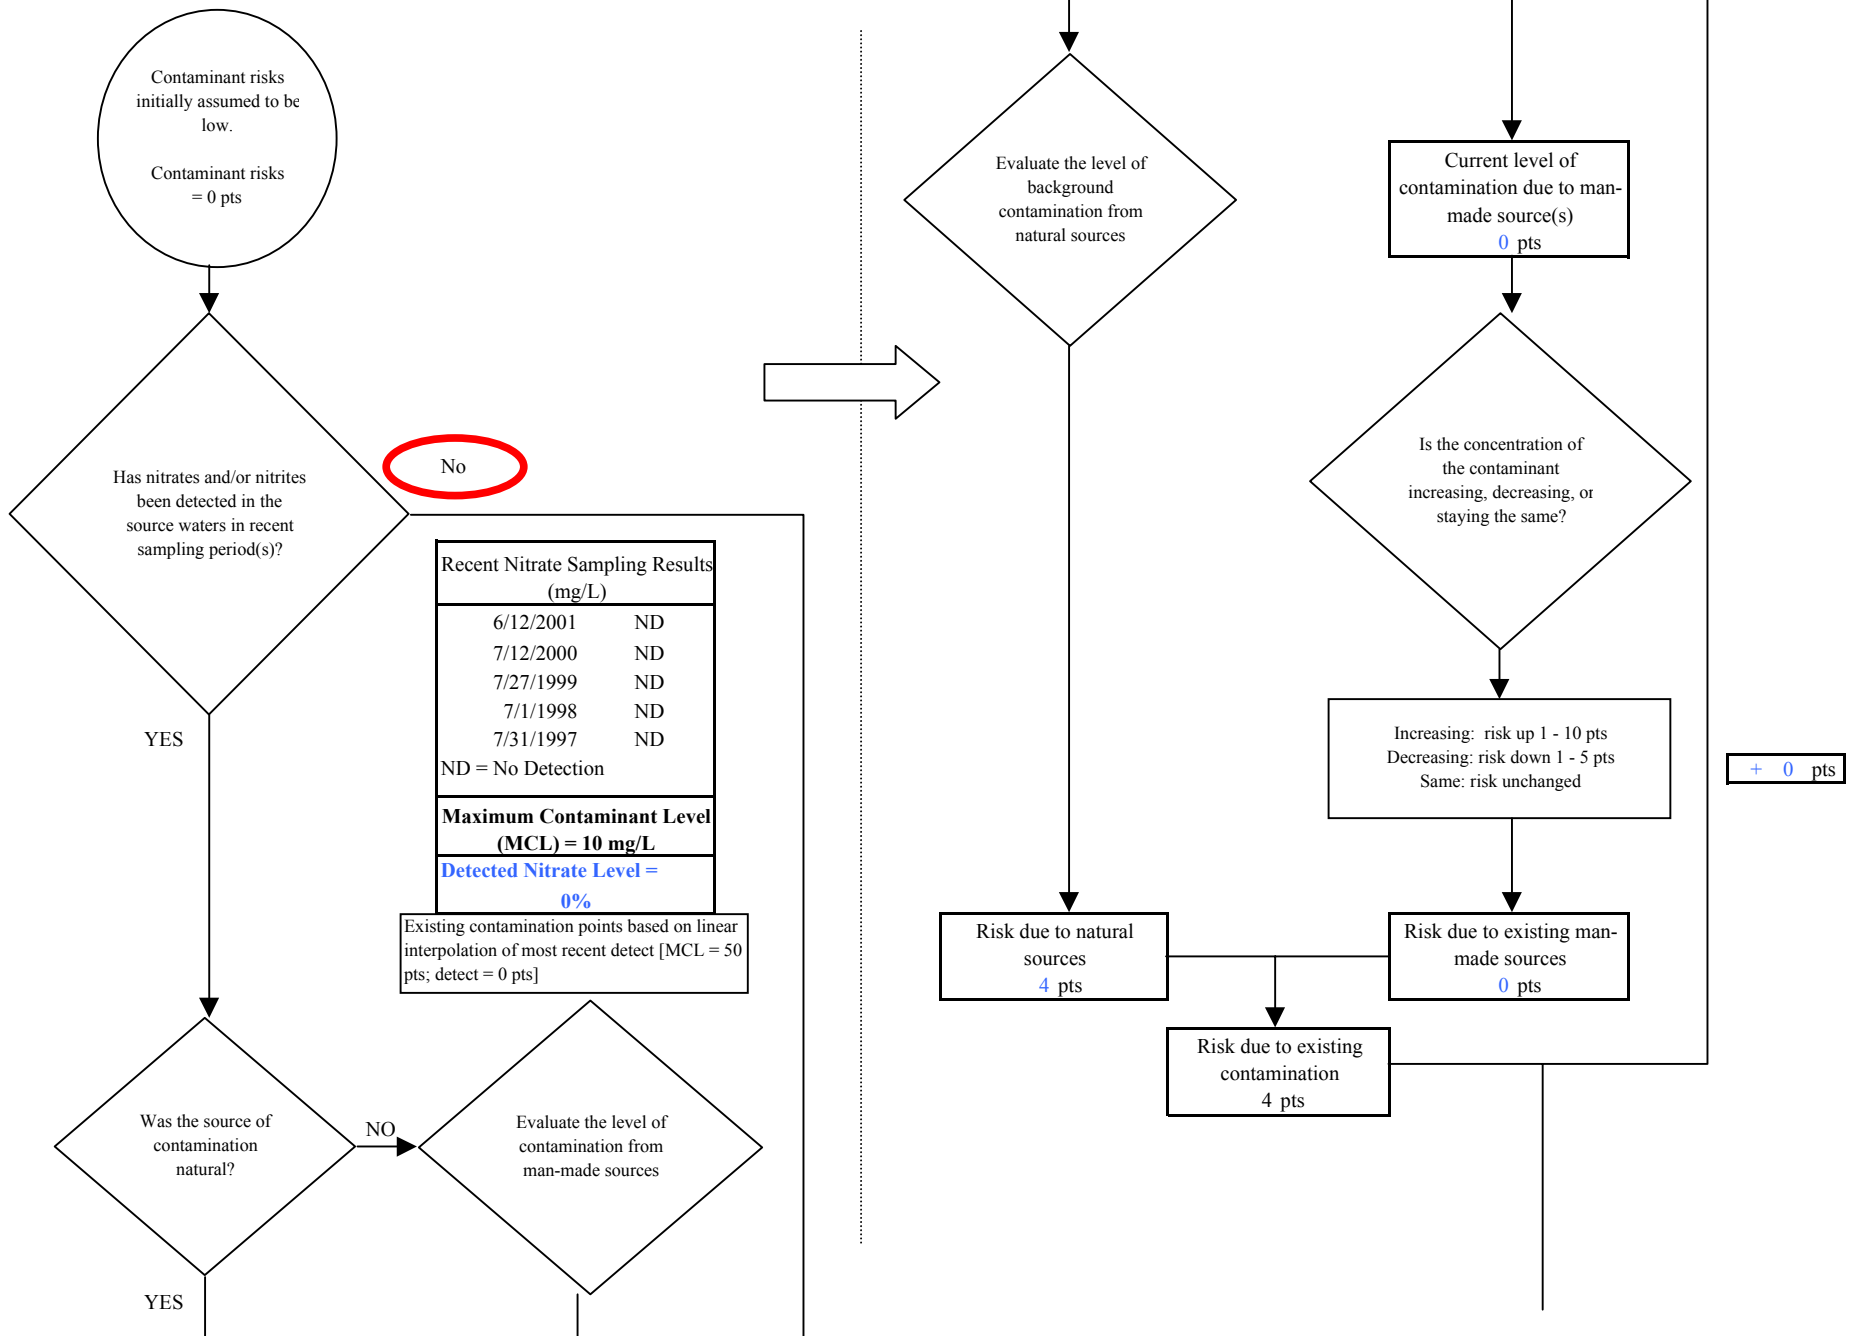 Contaminant risks
initially assumed to be
low.
Contaminant risks
= 0 pts
Has nitrates and/or nitrites
been detected in the
source waters in recent
sampling period(s)?
No
YES
Recent Nitrate Sampling Results
(mg/L)
6/12/2001 ND
7/12/2000 ND
7/27/1999 ND
7/1/1998 ND
7/31/1997 ND
ND = No Detection
Maximum Contaminant Level
(MCL) = 10 mg/L
Detected Nitrate Level =
0%
Existing contamination points based on linear
interpolation of most recent detect [MCL = 50
pts; detect = 0 pts]
Was the source of
contamination
natural?
NO
YES
Evaluate the level of
contamination from
man-made sources
Evaluate the level of
background
contamination from
natural sources
Current level of
contamination due to man-
made source(s)
0 pts
Is the concentration of
the contaminant
increasing, decreasing, or
staying the same?
Increasing: risk up 1 - 10 pts
Decreasing: risk down 1 - 5 pts
Same: risk unchanged
+ 0 pts
Risk due to natural
sources
4 pts
Risk due to existing man-
made sources
0 pts
Risk due to existing
contamination
4 pts